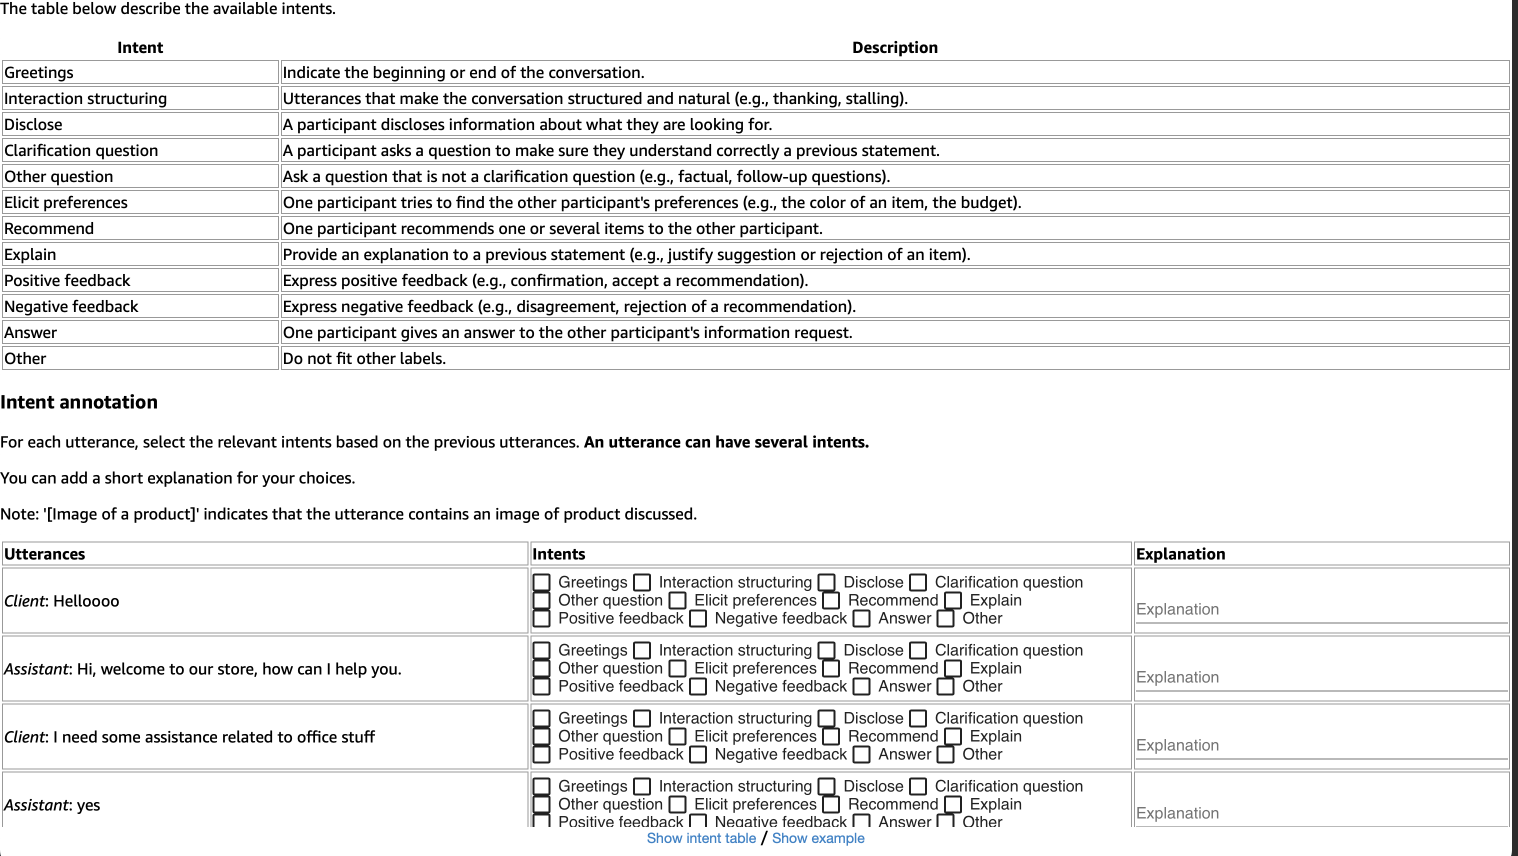 The table below describe the available intents.
Intent Description
Greetings Indicate the beginning or end of the conversation.
Interaction structuring Utterances that make the conversation structured and natural (e.g., thanking, stalling).
Disclose A participant discloses information about what they are looking for.
Clarification question A participant asks a question to make sure they understand correctly a previous statement.
Other question Ask a question that is not a clarification question (e.g., factual, follow-up questions).
Elicit preferences One participant tries to find the other participant's preferences (e.g., the color of an item, the budget).
Recommend One participant recommends one or several items to the other participant.
Explain Provide an explanation to a previous statement (e.g., justify suggestion or rejection of an item).
Positive feedback Express positive feedback (e.g., confirmation, accept a recommendation).
Negative feedback Express negative feedback (e.g., disagreement, rejection of a recommendation).
Answer One participant gives an answer to the other participant's information request.
Other Do not fit other labels.
Intent annotation
For each utterance, select the relevant intents based on the previous utterances. An utterance can have several intents.
You can add a short explanation for your choices.
Note: '[Image of a product]' indicates that the utterance contains an image of product discussed.
Utterances Intents Explanation
Client: Helloooo
Greetings Interaction structuring Disclose Clarification question
Other question Elicit preferences Recommend Explain
Positive feedback Negative feedback Answer Other
Explanation
Assistant: Hi, welcome to our store, how can I help you.
Greetings Interaction structuring Disclose Clarification question
Other question Elicit preferences Recommend Explain
Positive feedback Negative feedback Answer Other
Explanation
Client: I need some assistance related to office stuff
Greetings Interaction structuring Disclose Clarification question
Other question Elicit preferences Recommend Explain
Positive feedback Negative feedback Answer Other
Explanation
Assistant: yes
Greetings Interaction structuring Disclose Clarification question
Other question Elicit preferences Recommend Explain
Positive feedback Negative feedback Answer Other
Explanation
Show intent table / Show example